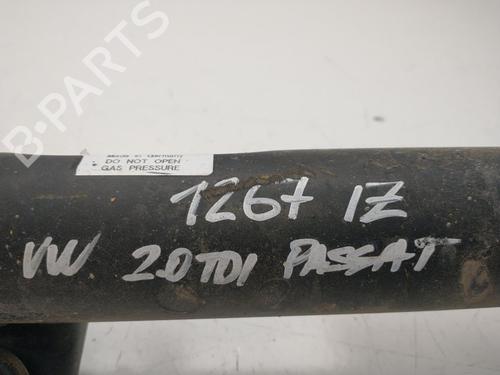 B-PARTS
DO NOT OPEN
GAS PRESSURE
1267 IZ
VW 2.0TDI PASSAT